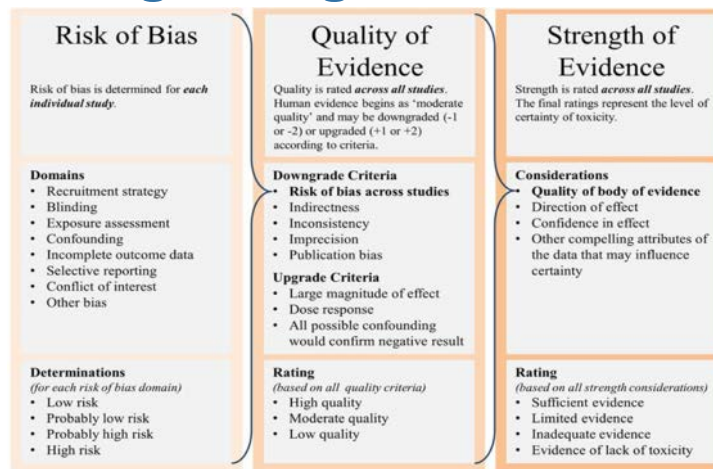 Risk of Bias
Risk of bias is determined for each
individual study.
Domains
• Recruitment strategy
• Blinding
• Exposure assessment
• Confounding
• Incomplete outcome data
• Selective reporting
• Conflict of interest
• Other bias
Determinations
(for each risk of bias domain)
• Low risk
• Probably low risk
• Probably high risk
• High risk
Quality of
Evidence
Quality is rated across all studies.
Human evidence begins as ‘moderate
quality’ and may be downgraded (-1
or -2) or upgraded (+1 or +2)
according to criteria.
Downgrade Criteria
• Risk of bias across studies
• Indirectness
• Inconsistency
• Imprecision
• Publication bias
Upgrade Criteria
• Large magnitude of effect
• Dose response
• All possible confounding
would confirm negative result
Rating
(based on all quality criteria)
• High quality
• Moderate quality
• Low quality
Strength of
Evidence
Strength is rated across all studies.
The final ratings represent the level of
certainty of toxicity.
Considerations
• Quality of body of evidence
• Direction of effect
• Confidence in effect
• Other compelling attributes of
the data that may influence
certainty
Rating
(based on all strength considerations)
• Sufficient evidence
• Limited evidence
• Inadequate evidence
• Evidence of lack of toxicity